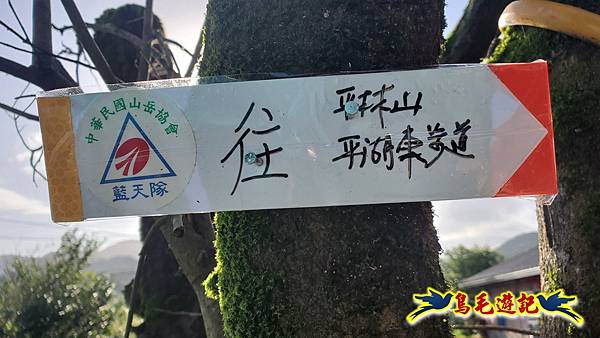 中華民國山岳協會
藍天隊
往
平林山
平湖東步道
鳥毛遊記